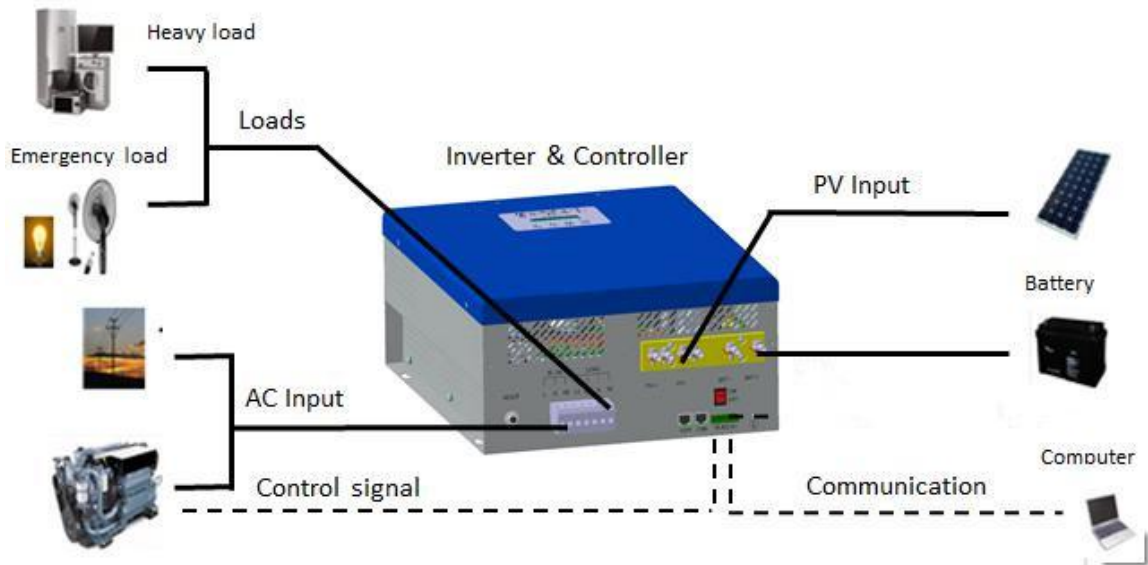 Heavy load
Loads
Emergency load
Inverter & Controller
PV Input
Battery
AC Input
Computer
Control signal
Communication